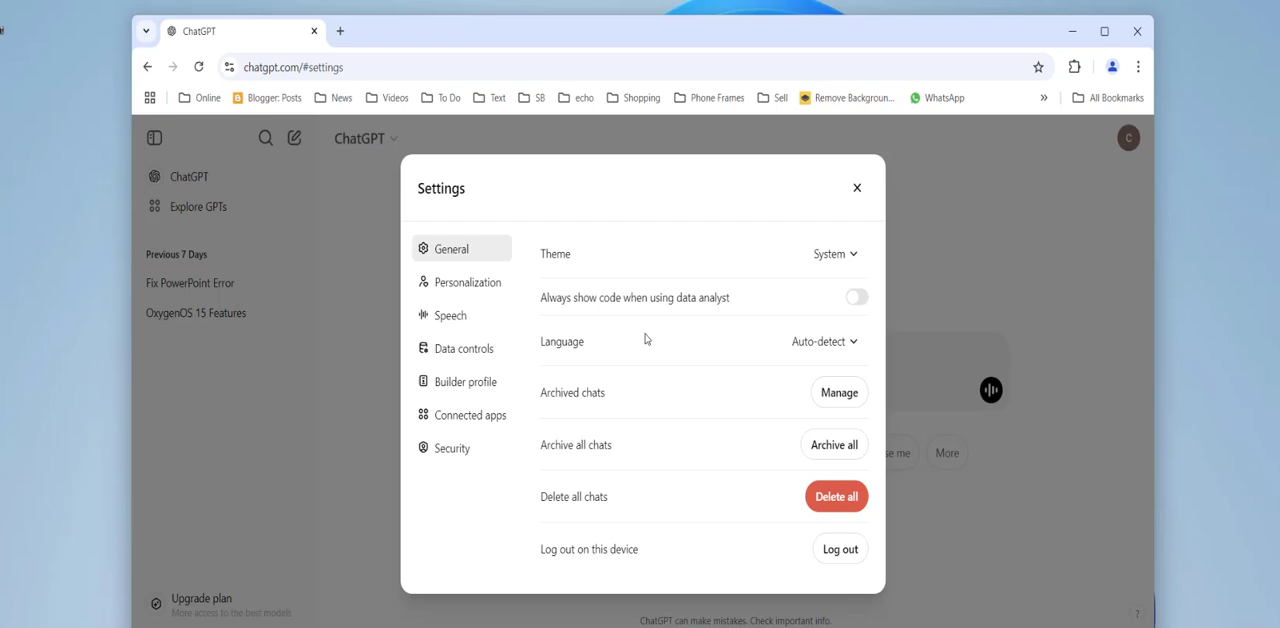 ChatGPT
chatgpt.com/#settings
Online Blogger: Posts News Videos To Do Text SB echo Shopping Phone Frames Sell Remove Backgroun... WhatsApp » All Bookmarks
ChatGPT C
ChatGPT
Explore GPTs
Previous 7 Days
Fix PowerPoint Error
OxygenOS 15 Features
Upgrade plan
More access to the best models
Settings
General
Personalization
Speech
Data controls
Builder profile
Connected apps
Security
Theme System
Always show code when using data analyst
Language Auto-detect
Archived chats Manage
Archive all chats Archive all
Delete all chats Delete all
Log out on this device Log out
se me More
ChatGPT can make mistakes. Check important info. ?